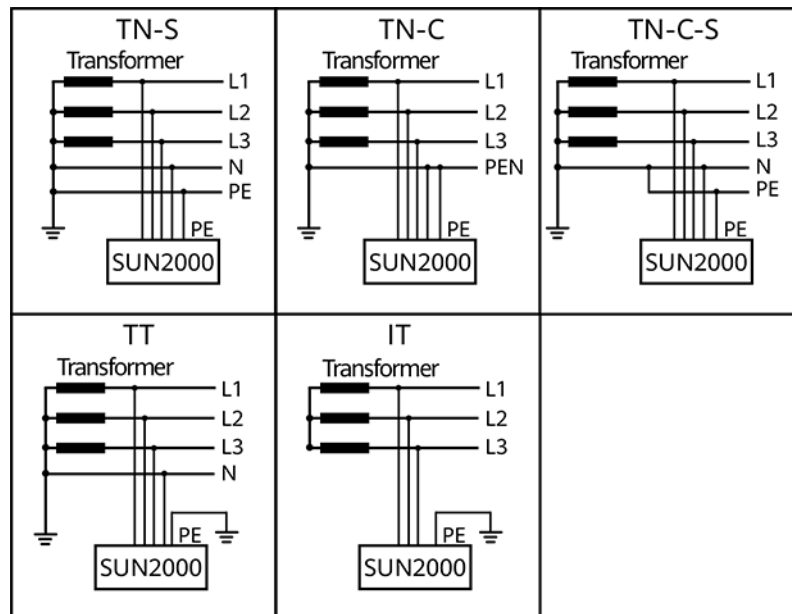 TN-S
Transformer
L1
L2
L3
N
PE
PE
SUN2000
TN-C
Transformer
L1
L2
L3
PEN
PE
SUN2000
TN-C-S
Transformer
L1
L2
L3
N
PE
PE
SUN2000
TT
Transformer
L1
L2
L3
N
PE
SUN2000
IT
Transformer
L1
L2
L3
PE
SUN2000